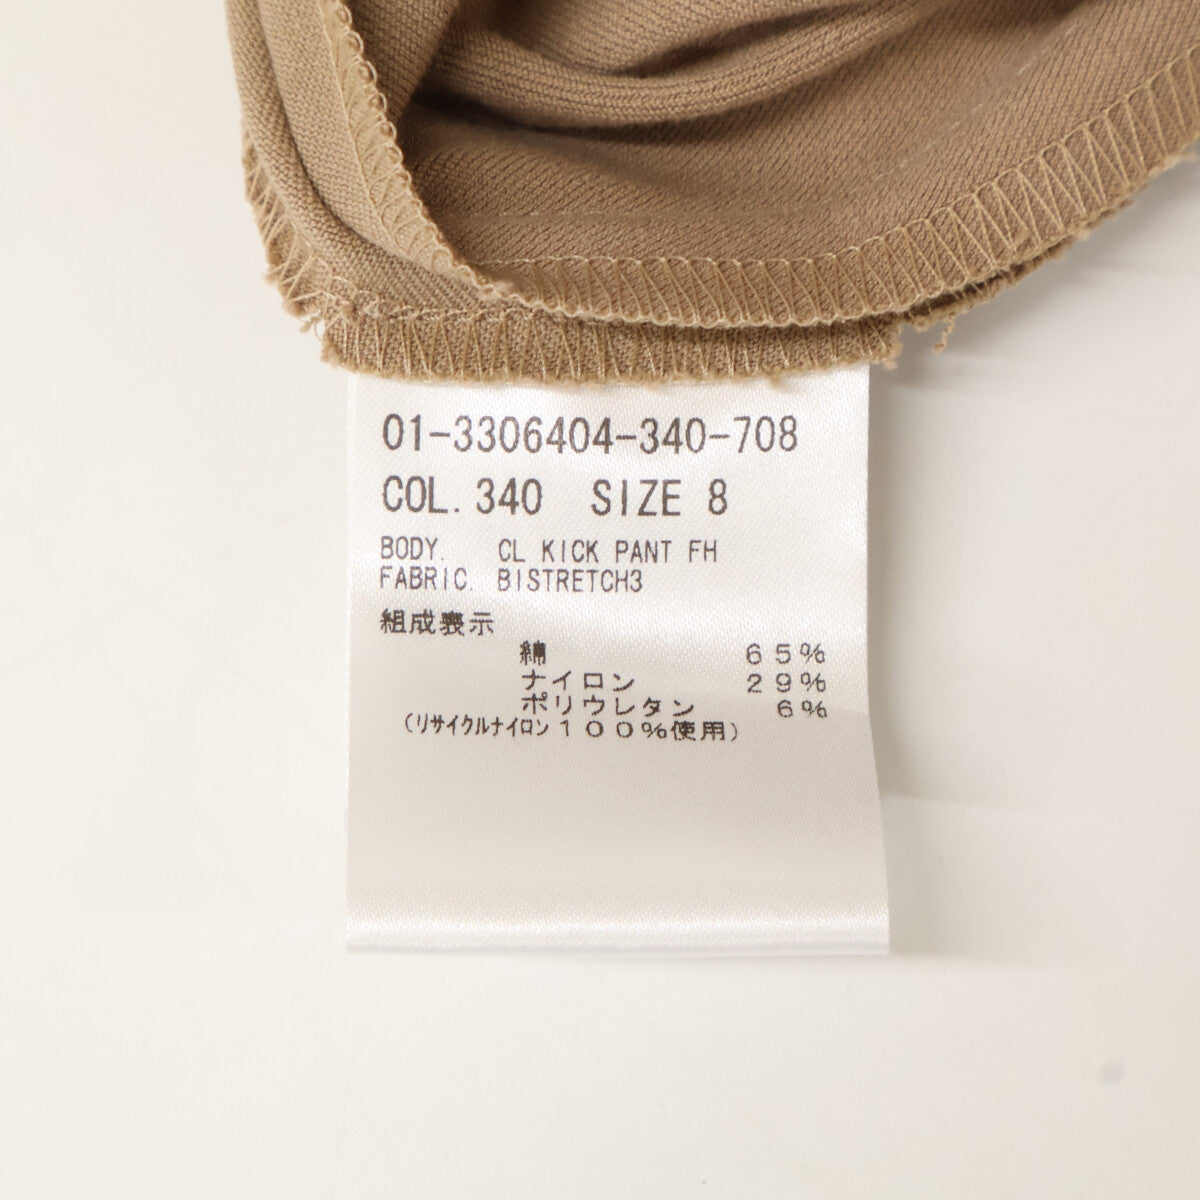 01-3306404-340-708
COL. 340 SIZE 8
BODY. CL KICK PANT FH
FABRIC. BISTRETCH3
組成表示
綿 65%
ナイロン 29%
ポリウレタン 6%
(リサイクルナイロン100%使用)